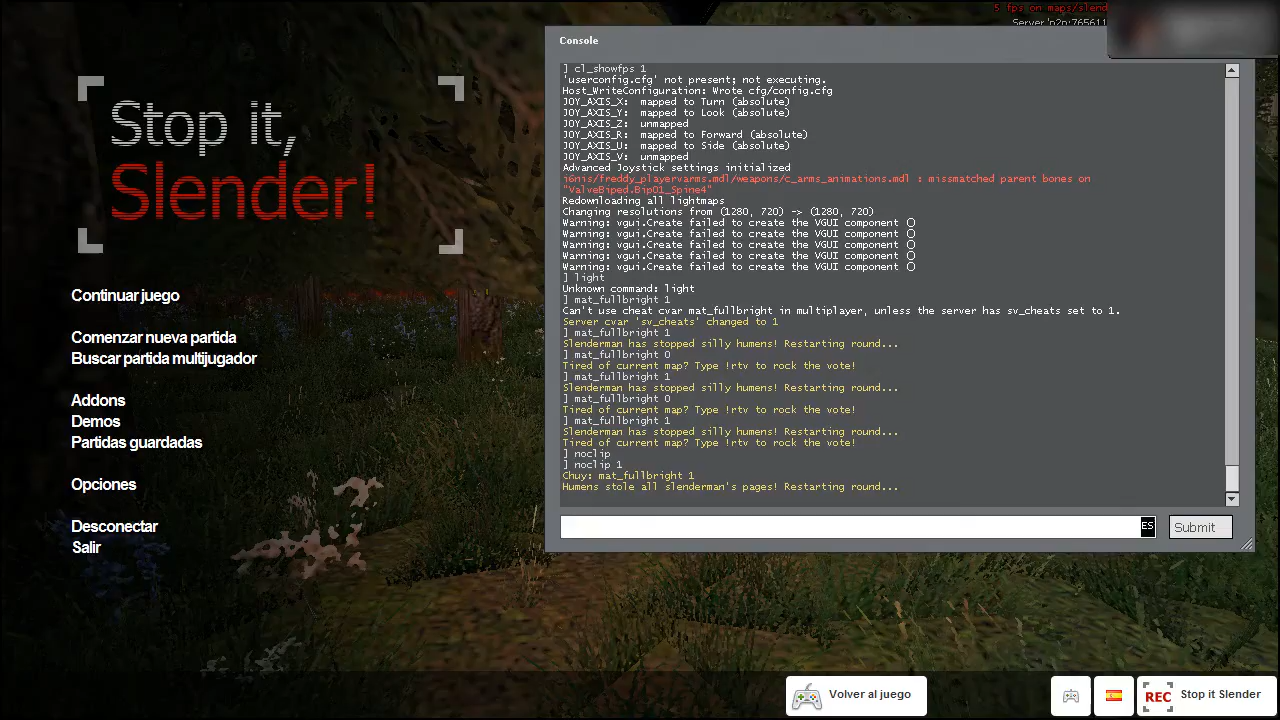 5 fps on maps/slend
Server 'p2p:765611
Stop it,
Slender!
Continuar juego
Comenzar nueva partida
Buscar partida multijugador
Addons
Demos
Partidas guardadas
Opciones
Desconectar
Salir
Console
] cl_showfps 1
'userconfig.cfg' not present; not executing.
Host_WriteConfiguration: Wrote cfg/config.cfg
JOY_AXIS_X:  mapped to Turn (absolute)
JOY_AXIS_Y:  mapped to Look (absolute)
JOY_AXIS_Z:  unmapped
JOY_AXIS_R:  mapped to Forward (absolute)
JOY_AXIS_U:  mapped to Side (absolute)
JOY_AXIS_V:  unmapped
Advanced Joystick settings initialized
i6nis/freddy_playervarms.mdl/weapons/c_arms_animations.mdl : missmatched parent bones on
"ValveBiped.Bip01_Spine4"
Redownloading all lightmaps
Changing resolutions from (1280, 720) -> (1280, 720)
Warning: vgui.Create failed to create the VGUI component ()
Warning: vgui.Create failed to create the VGUI component ()
Warning: vgui.Create failed to create the VGUI component ()
Warning: vgui.Create failed to create the VGUI component ()
Warning: vgui.Create failed to create the VGUI component ()
] light
Unknown command: light
] mat_fullbright 1
Can't use cheat cvar mat_fullbright in multiplayer, unless the server has sv_cheats set to 1.
Server cvar 'sv_cheats' changed to 1
] mat_fullbright 1
Slenderman has stopped silly humens! Restarting round...
] mat_fullbright 0
Tired of current map? Type !rtv to rock the vote!
] mat_fullbright 1
Slenderman has stopped silly humens! Restarting round...
] mat_fullbright 0
Tired of current map? Type !rtv to rock the vote!
] mat_fullbright 1
Slenderman has stopped silly humens! Restarting round...
Tired of current map? Type !rtv to rock the vote!
] noclip
] noclip 1
Chuy: mat_fullbright 1
Humens stole all slenderman's pages! Restarting round...
ES
Submit
Volver al juego
REC
Stop it Slender